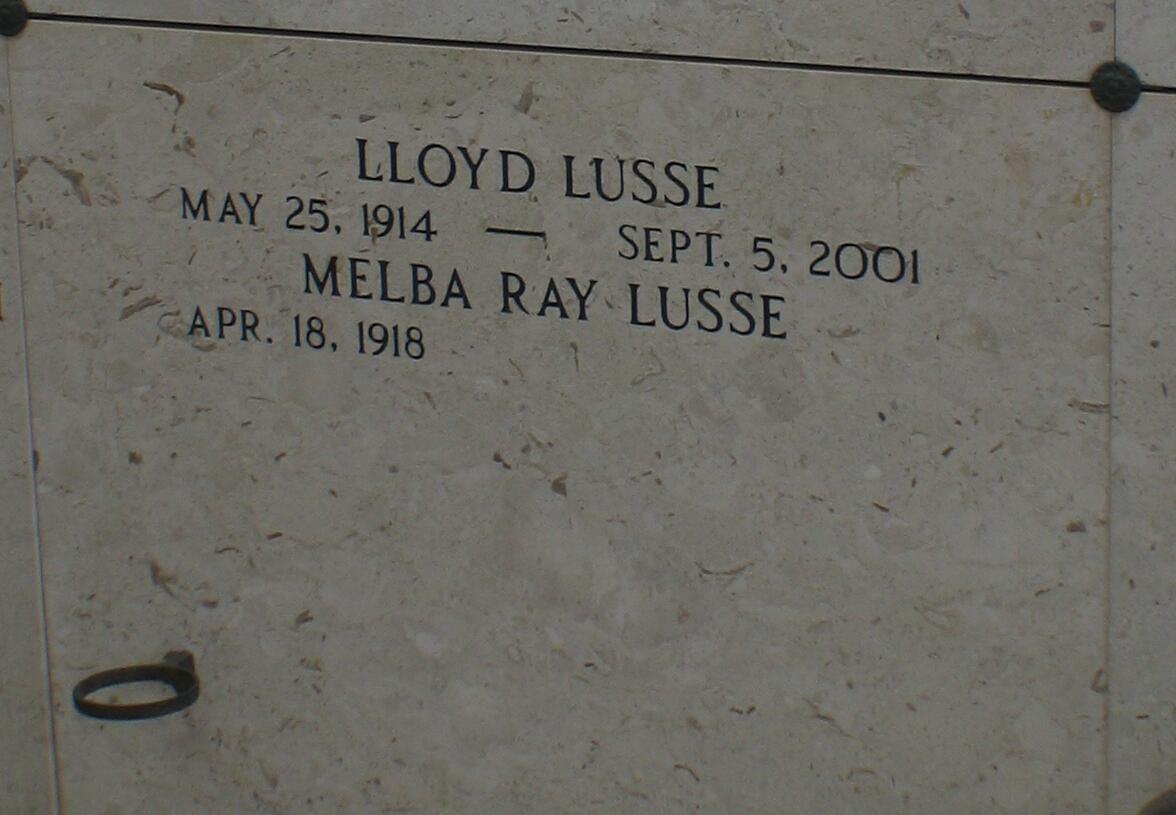 LLOYD LUSSE
MAY 25, 1914 — SEPT. 5, 2001
MELBA RAY LUSSE
APR. 18, 1918